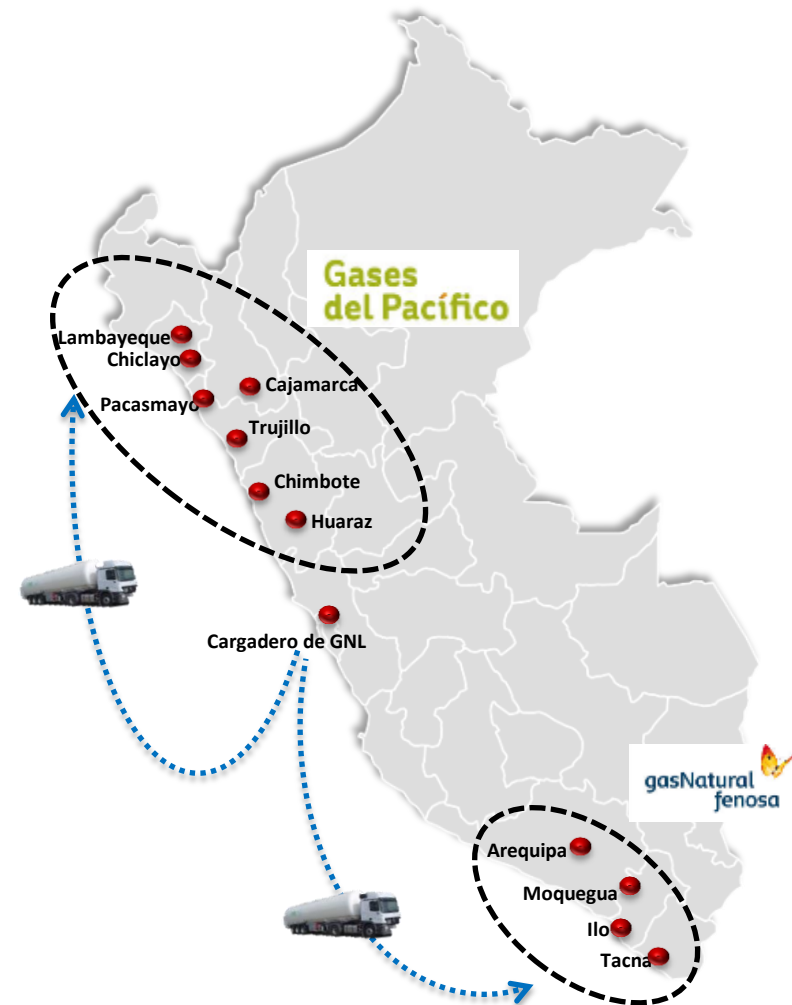 Gases
del Pacífico
Lambayeque
Chiclayo
Cajamarca
Pacasmayo
Trujillo
Chimbote
Huaraz
Cargadero de GNL
gasNatural
fenosa
Arequipa
Moquegua
Ilo
Tacna